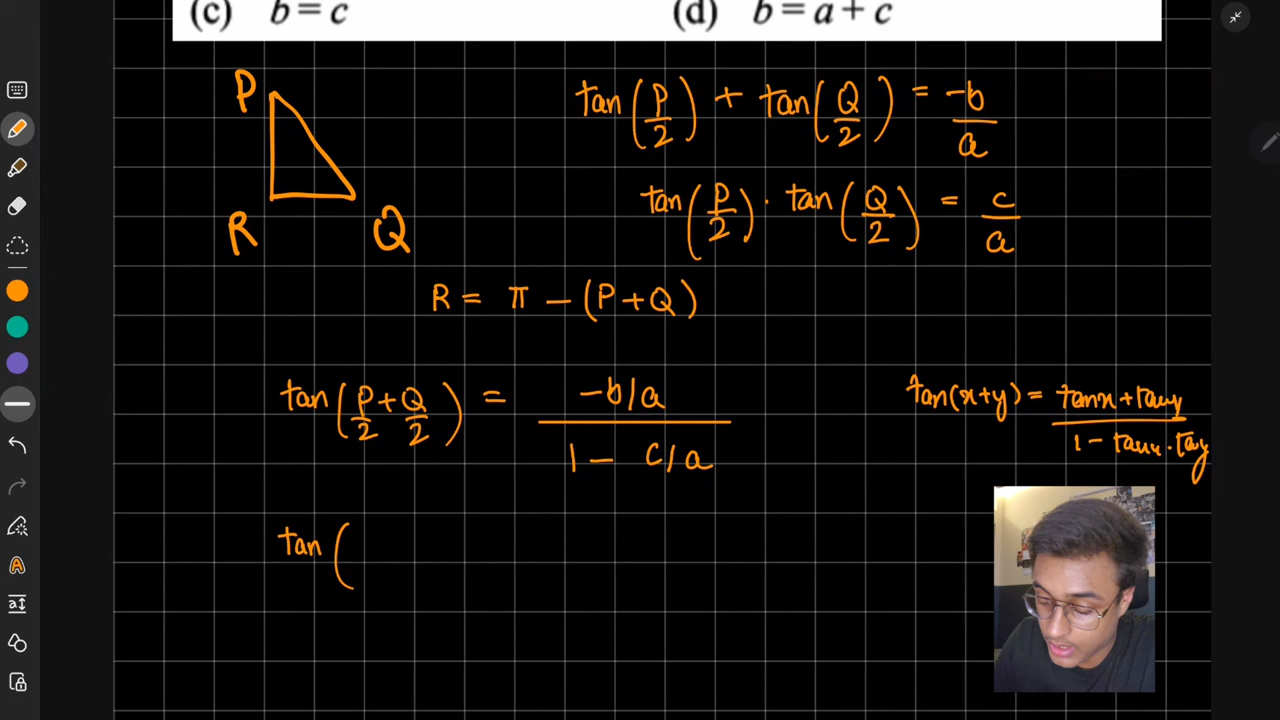 (c) b = c (d) b = a + c
P
R Q
tan(P/2) + tan(Q/2) = -b/a
tan(P/2) · tan(Q/2) = c/a
R = π - (P+Q)
tan(P/2 + Q/2) = (-b/a)/(1 - c/a)
tan(x+y) = (tanx + tany)/(1 - tanx · tany)
tan(